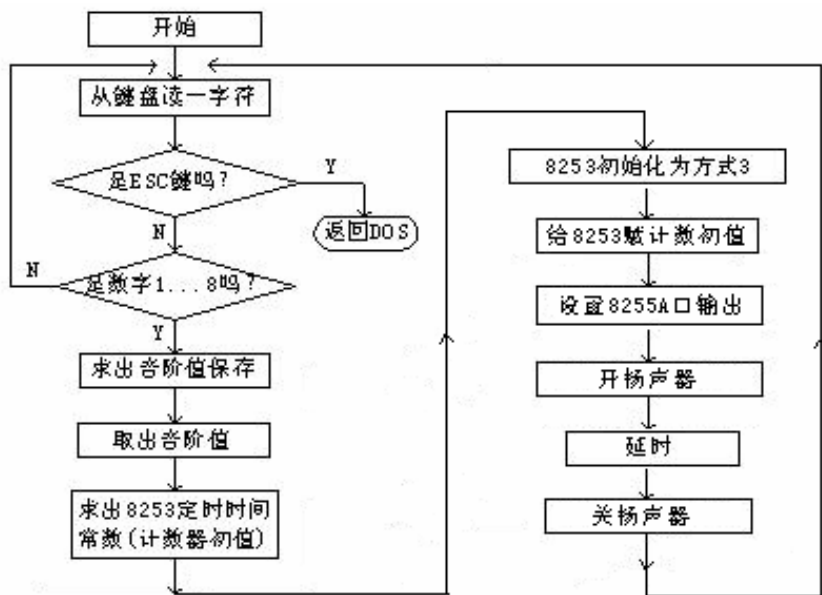 开始
从键盘读一字符
是ESC键吗?
Y
返回DOS
N
是数字1...8吗?
N
Y
求出音阶值保存
取出音阶值
求出8253定时时间
常数(计数器初值)
8253初始化为方式3
给8253赋计数初值
设置8255A口输出
开扬声器
延时
关扬声器